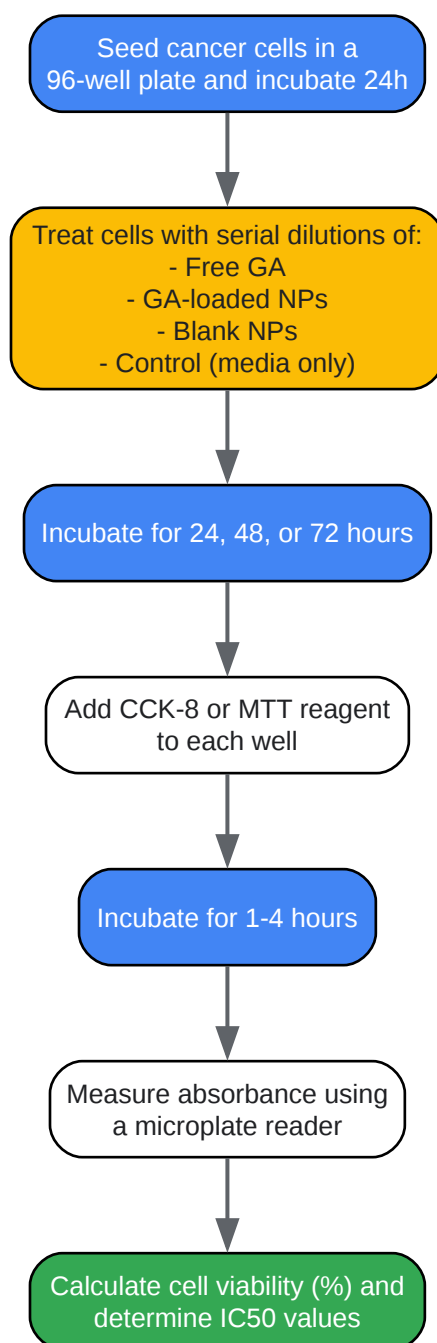 Seed cancer cells in a
96-well plate and incubate 24h
Treat cells with serial dilutions of:
- Free GA
- GA-loaded NPs
- Blank NPs
- Control (media only)
Incubate for 24, 48, or 72 hours
Add CCK-8 or MTT reagent
to each well
Incubate for 1-4 hours
Measure absorbance using
a microplate reader
Calculate cell viability (%) and
determine IC50 values